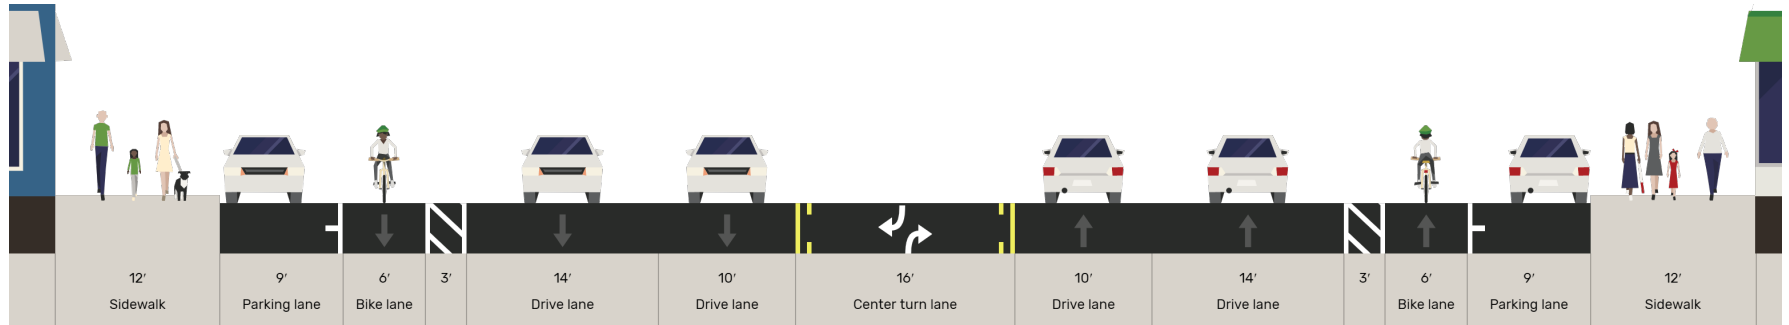 12′ 9′ 6′ 3′ 14′ 10′ 16′ 10′ 14′ 3′ 6′ 9′ 12′
Sidewalk Parking lane Bike lane Drive lane Drive lane Center turn lane Drive lane Drive lane Bike lane Parking lane Sidewalk